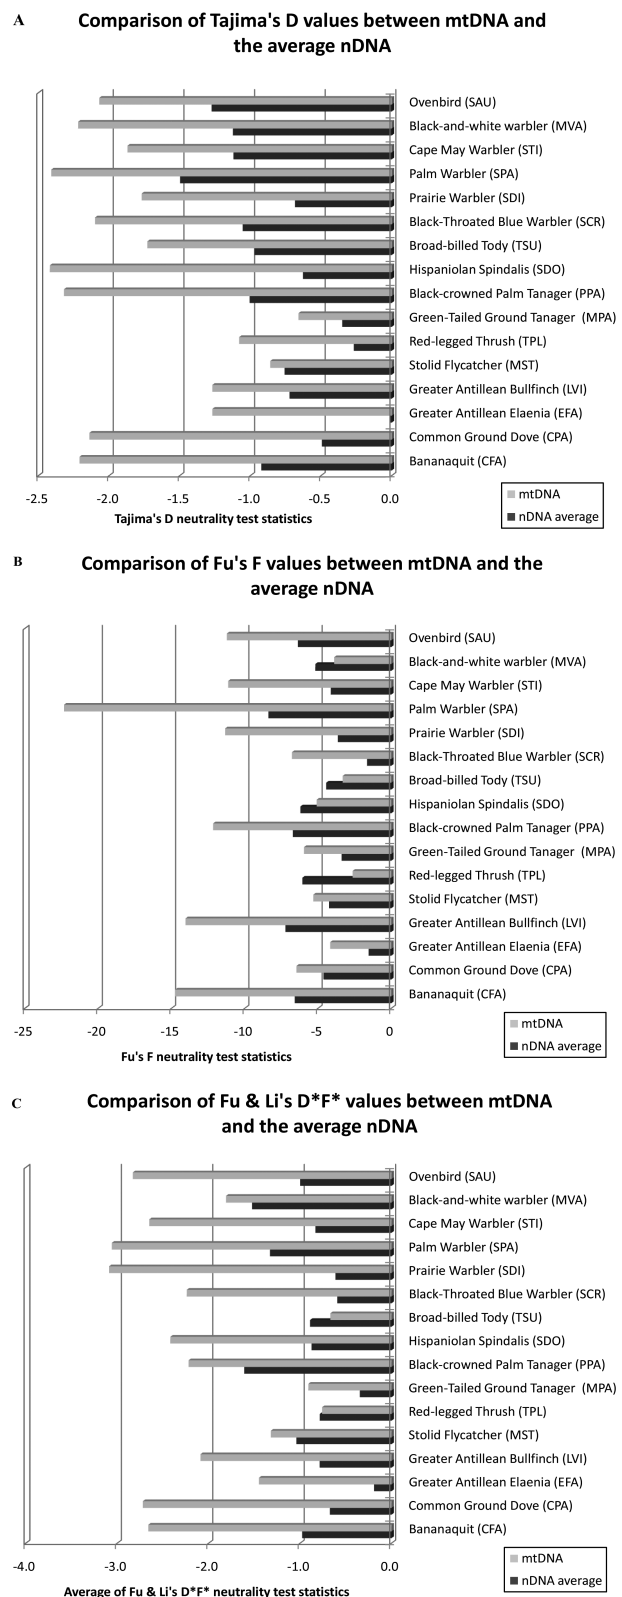 A
Comparison of Tajima's D values between mtDNA and
the average nDNA
Ovenbird (SAU)
Black-and-white warbler (MVA)
Cape May Warbler (STI)
Palm Warbler (SPA)
Prairie Warbler (SDI)
Black-Throated Blue Warbler (SCR)
Broad-billed Tody (TSU)
Hispaniolan Spindalis (SDO)
Black-crowned Palm Tanager (PPA)
Green-Tailed Ground Tanager (MPA)
Red-legged Thrush (TPL)
Stolid Flycatcher (MST)
Greater Antillean Bullfinch (LVI)
Greater Antillean Elaenia (EFA)
Common Ground Dove (CPA)
Bananaquit (CFA)
-2.5 -2.0 -1.5 -1.0 -0.5 0.0
Tajima's D neutrality test statistics
mtDNA
nDNA average
B
Comparison of Fu's F values between mtDNA and the
average nDNA
Ovenbird (SAU)
Black-and-white warbler (MVA)
Cape May Warbler (STI)
Palm Warbler (SPA)
Prairie Warbler (SDI)
Black-Throated Blue Warbler (SCR)
Broad-billed Tody (TSU)
Hispaniolan Spindalis (SDO)
Black-crowned Palm Tanager (PPA)
Green-Tailed Ground Tanager (MPA)
Red-legged Thrush (TPL)
Stolid Flycatcher (MST)
Greater Antillean Bullfinch (LVI)
Greater Antillean Elaenia (EFA)
Common Ground Dove (CPA)
Bananaquit (CFA)
-25 -20 -15 -10 -5 0
Fu's F neutrality test statistics
mtDNA
nDNA average
C
Comparison of Fu & Li's D*F* values between mtDNA
and the average nDNA
Ovenbird (SAU)
Black-and-white warbler (MVA)
Cape May Warbler (STI)
Palm Warbler (SPA)
Prairie Warbler (SDI)
Black-Throated Blue Warbler (SCR)
Broad-billed Tody (TSU)
Hispaniolan Spindalis (SDO)
Black-crowned Palm Tanager (PPA)
Green-Tailed Ground Tanager (MPA)
Red-legged Thrush (TPL)
Stolid Flycatcher (MST)
Greater Antillean Bullfinch (LVI)
Greater Antillean Elaenia (EFA)
Common Ground Dove (CPA)
Bananaquit (CFA)
-4.0 -3.0 -2.0 -1.0 0.0
Average of Fu & Li's D*F* neutrality test statistics
mtDNA
nDNA average